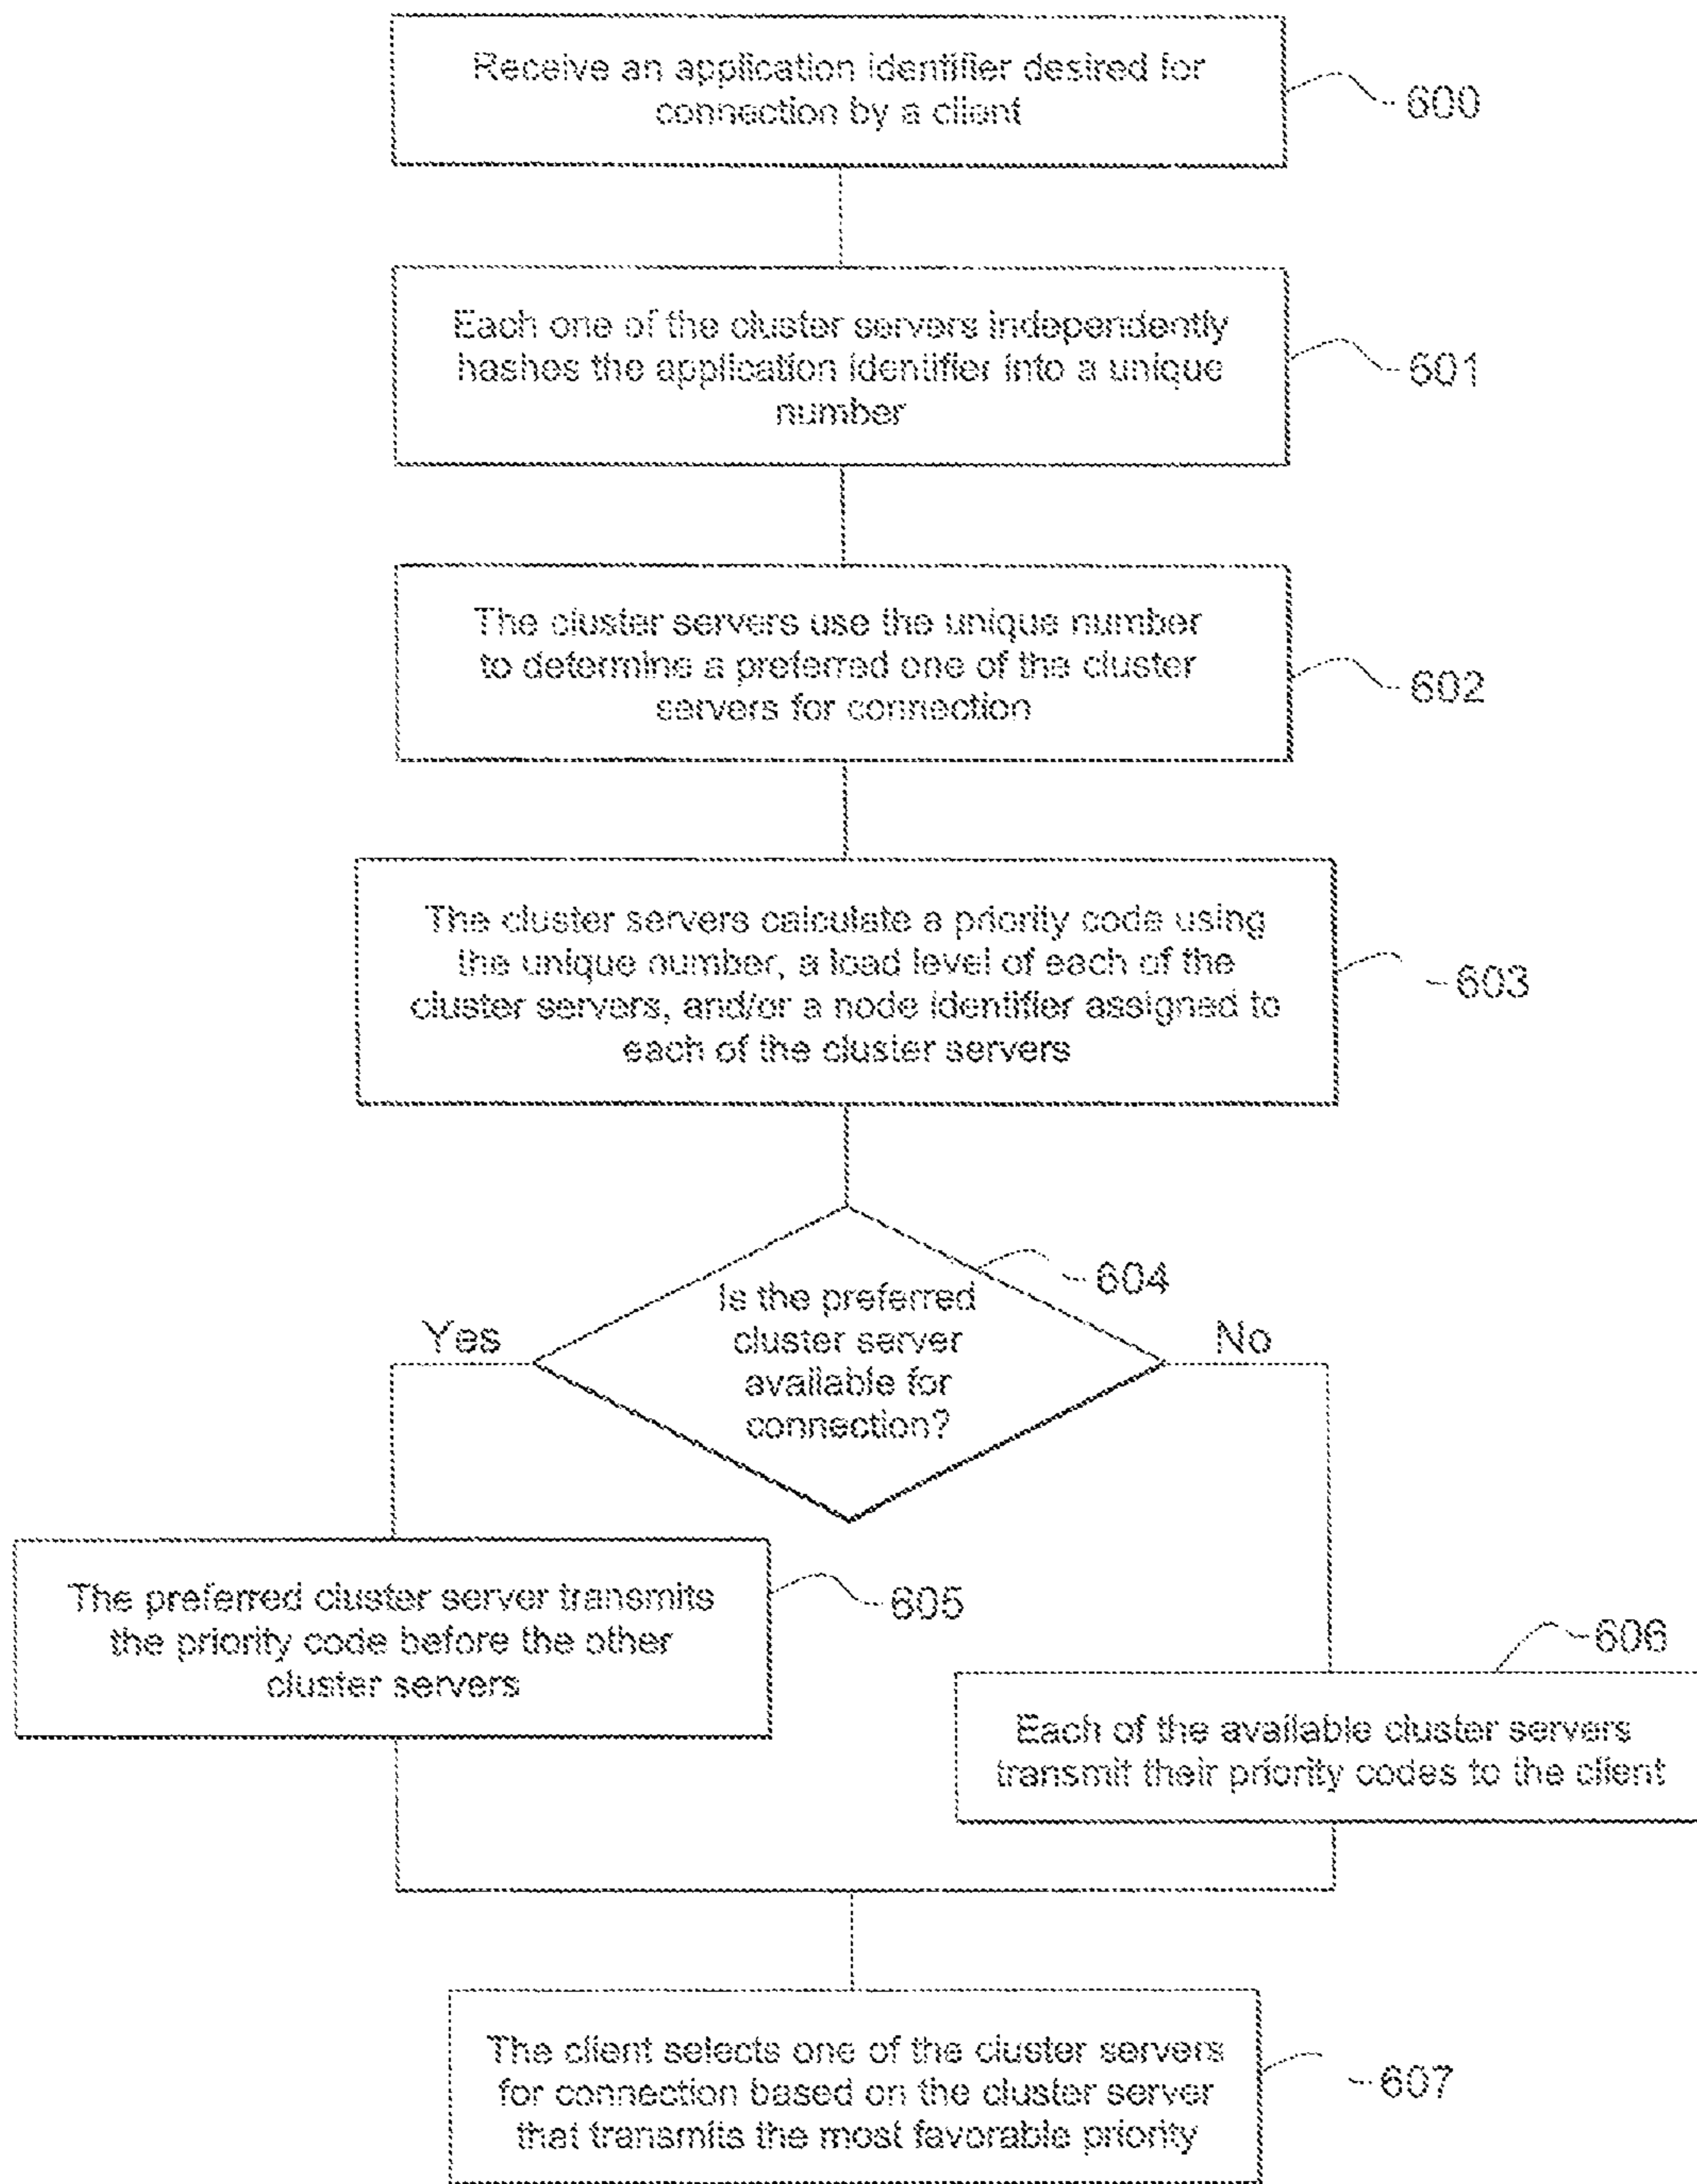 Receive an application identifier desired for
connection by a client
600
Each one of the cluster servers independently
hashes the application identifier into a unique
number
601
The cluster servers use the unique number
to determine a preferred one of the cluster
servers for connection
602
The cluster servers calculate a priority code using
the unique number, a load level of each of the
cluster servers, and/or a node identifier assigned to
each of the cluster servers
603
604
Is the preferred
cluster server
available for
connection?
Yes
No
The preferred cluster server transmits
the priority code before the other
cluster servers
605
606
Each of the available cluster servers
transmit their priority codes to the client
The client selects one of the cluster servers
for connection based on the cluster server
that transmits the most favorable priority
607